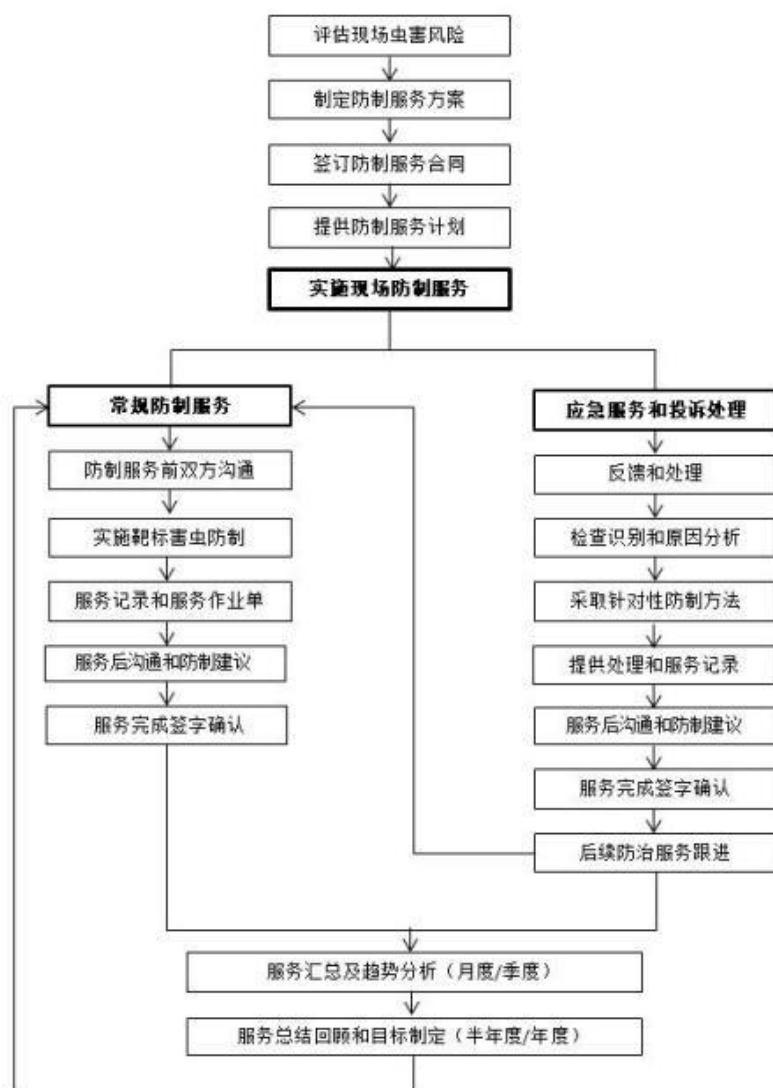 评估现场虫害风险
制定防制服务方案
签订防制服务合同
提供防制服务计划
实施现场防制服务
常规防制服务
防制服务前双方沟通
实施靶标害虫防制
服务记录和服务作业单
服务后沟通和防制建议
服务完成签字确认
应急服务和投诉处理
反馈和处理
检查识别和原因分析
采取针对性防制方法
提供处理和服务记录
服务后沟通和防制建议
服务完成签字确认
后续防治服务跟进
服务汇总及趋势分析（月度/季度）
服务总结回顾和目标制定（半年度/年度）